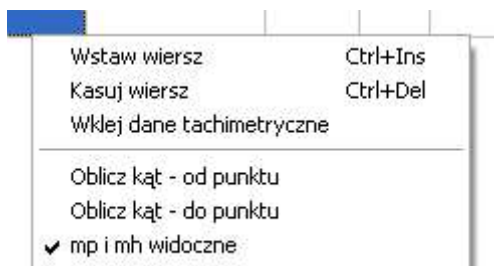 Wstaw wiersz Ctrl+Ins
Kasuj wiersz Ctrl+Del
Wklej dane tachimetryczne
Oblicz kąt - od punktu
Oblicz kąt - do punktu
mp i mh widoczne